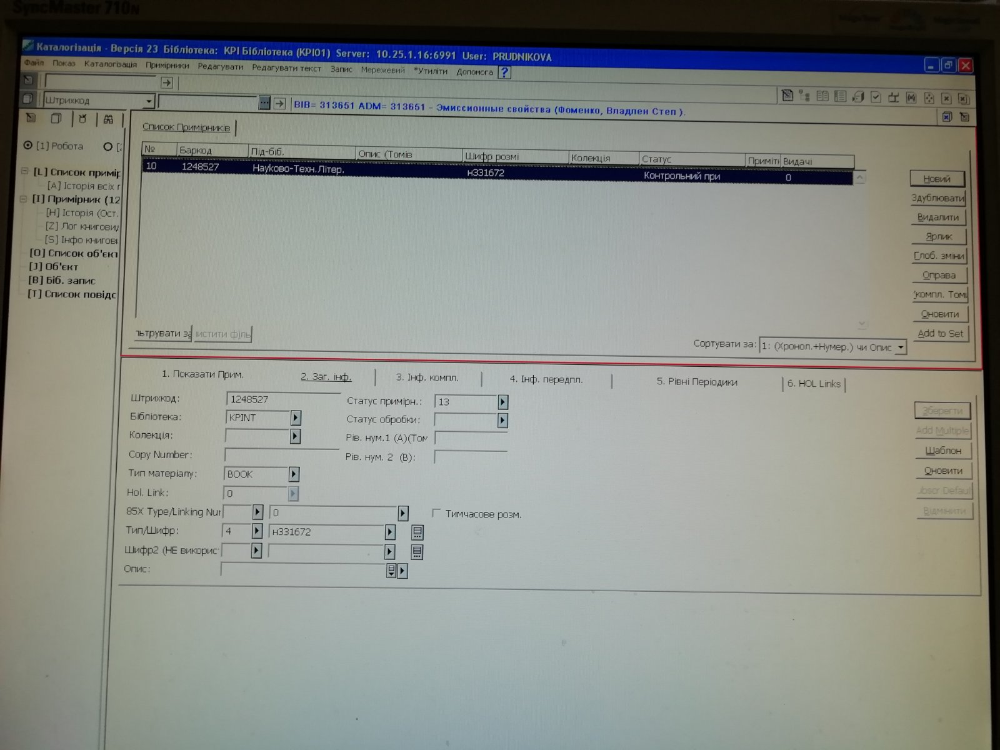 SyncMaster 710N
Каталогізація - Версія 23 Бібліотека: КРІ Бібліотека (KPI01) Server: 10.25.1.16:6991 User: PRUDNIKOVA
Файл Показ Каталогізація Примірники Редагувати Редагувати текст Запис Мережевий *Утиліти Допомога ?
Штрихкод
BIB= 313651 ADM= 313651 - Эмиссионные свойства (Фоменко, Владлен Степ ).
[1] Робота
[L] Список примір
[A] Історія всіх г
[I] Примірник (12
[H] Історія (Ост.
[Z] Лог книговид
[S] Інфо книгови
[O] Список об'єкт
[J] Об'єкт
[B] Біб. запис
[T] Список повідс
Список Примірників
№ Баркод Під-біб. Опис (Томів Шифр розмі Колекція Статус Приміті Видачі
10 1248527 Науково-Техн.Літер. н331672 Контрольний при 0
Новий
Здублювати
Видалити
Ярлик
Глоб. зміни
Оправа
компл. Томи
Оновити
Add to Set
льтрувати за истити філь
Сортувати за: 1: (Хронол.+Нумер.) чи Опис
1. Показати Прим. 2. Заг. інф. 3. Інф. компл. 4. Інф. передпл. 5. Рівні Періодики 6. HOL Links
Штрихкод: 1248527 Статус примірн.: 13
Бібліотека: KPINT Статус обробки:
Колекція: Рів. нум.1 (A)(Том
Copy Number: Рів. нум. 2 (B):
Тип матеріалу: BOOK
Hol. Link: 0
85X Type/Linking Nur 0 Тимчасове розм.
Тип/Шифр: 4 н331672
Шифр2 (НЕ використ
Опис:
Зберегти
Add Multiple
Шаблон
Оновити
ubscr Defaul
Відмінити